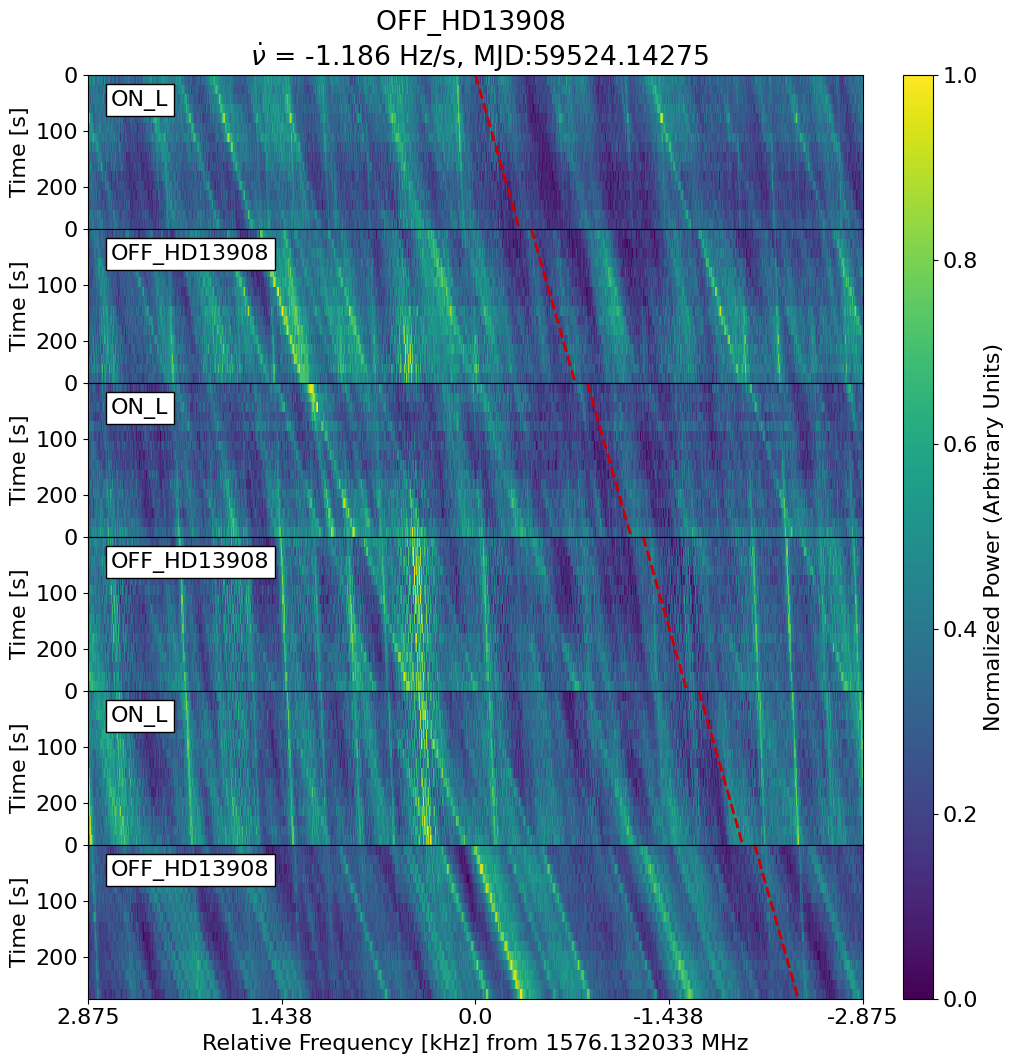 OFF_HD13908
ν̇ = -1.186 Hz/s, MJD:59524.14275
0
ON_L
100
200
Time [s]
0
OFF_HD13908
100
200
Time [s]
0
ON_L
100
200
Time [s]
0
OFF_HD13908
100
200
Time [s]
0
ON_L
100
200
Time [s]
0
OFF_HD13908
100
200
Time [s]
2.875 1.438 0.0 -1.438 -2.875
Relative Frequency [kHz] from 1576.132033 MHz
1.0
0.8
0.6
0.4
0.2
0.0
Normalized Power (Arbitrary Units)